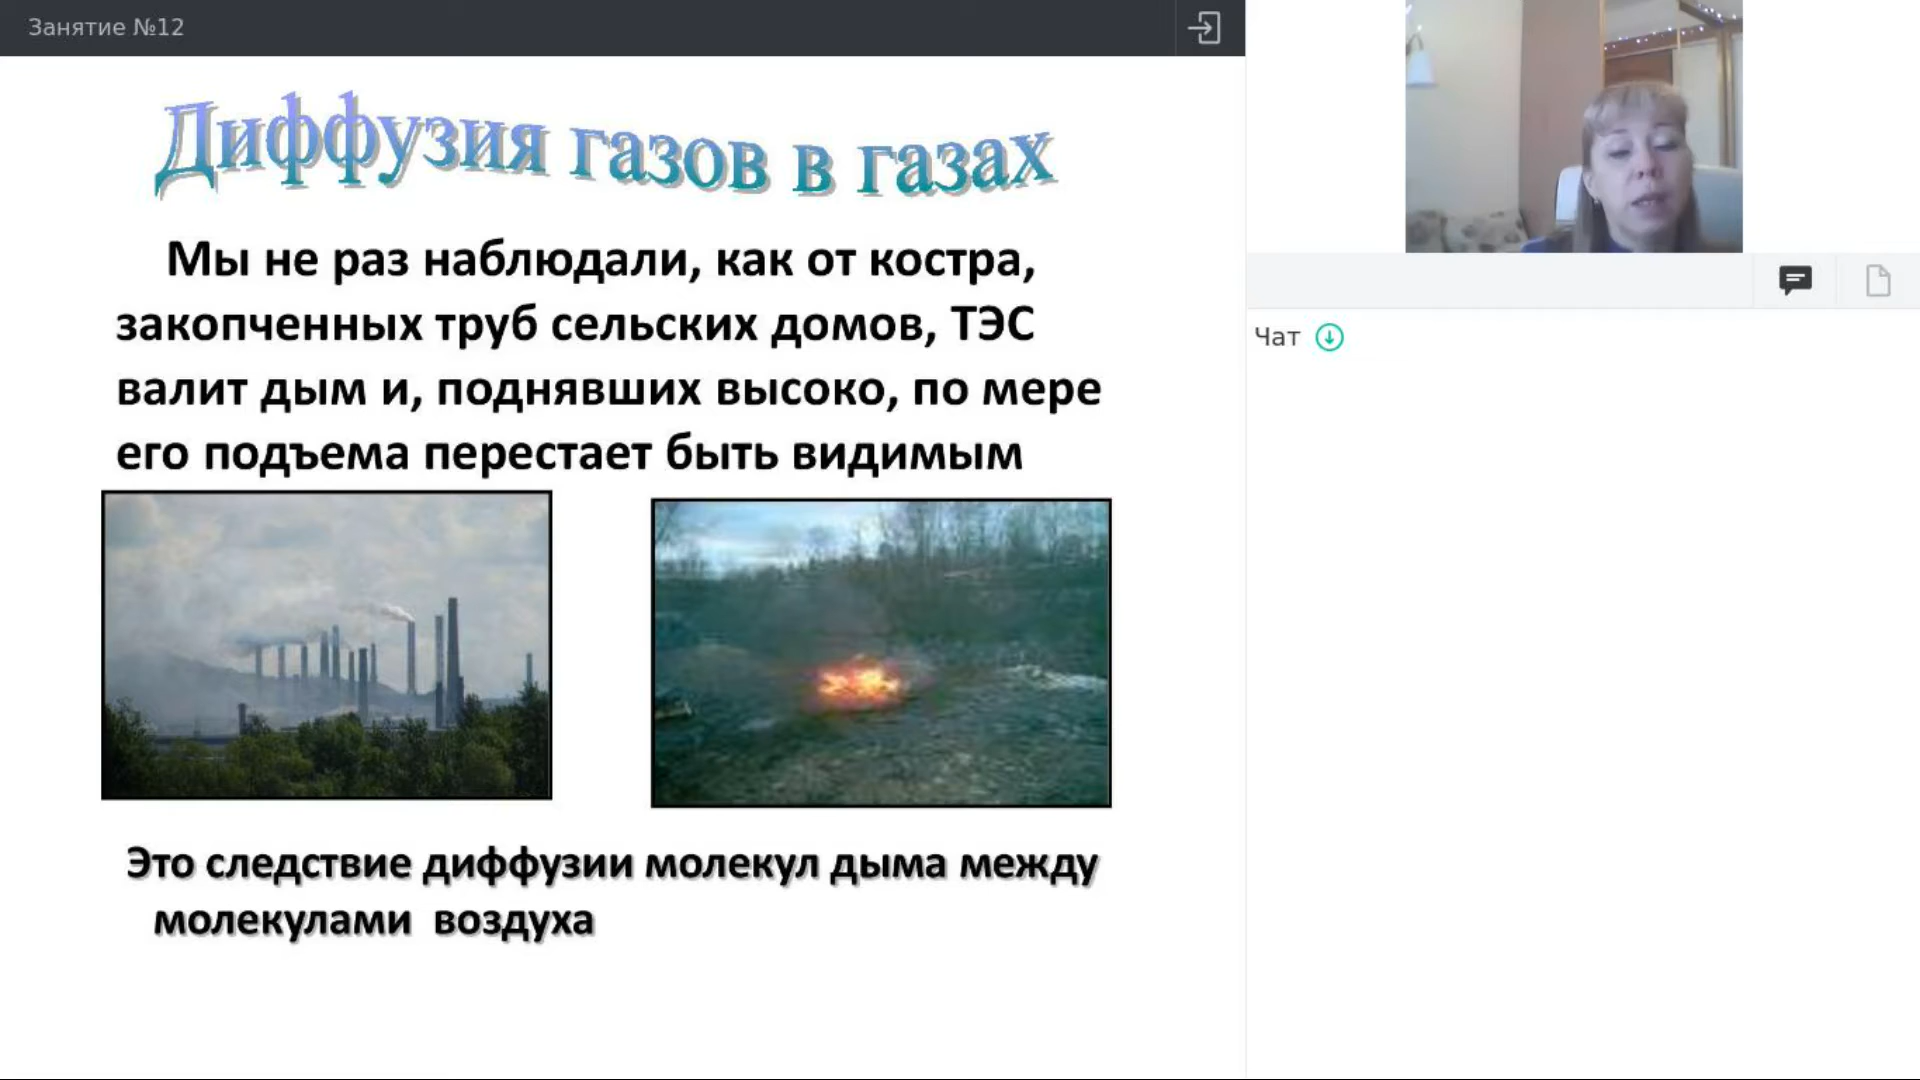 Занятие №12
Диффузия газов в газах
Мы не раз наблюдали, как от костра,
закопченных труб сельских домов, ТЭС
валит дым и, поднявших высоко, по мере
его подъема перестает быть видимым
Это следствие диффузии молекул дыма между
молекулами воздуха
Чат